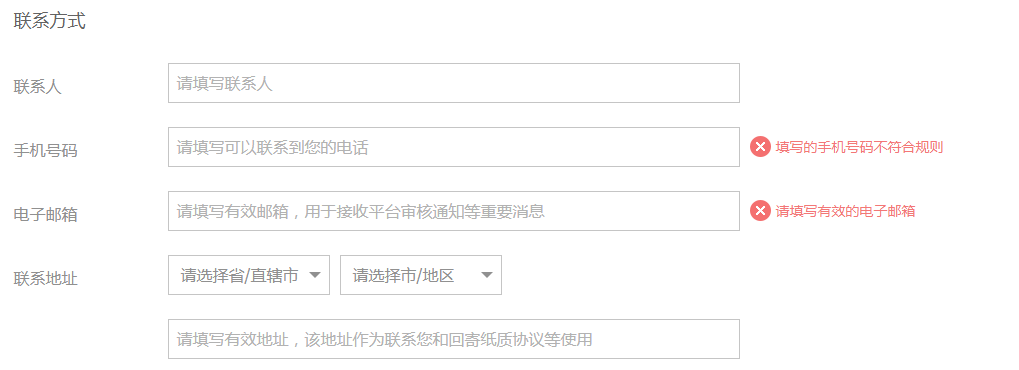 联系方式
联系人 请填写联系人
手机号码 请填写可以联系到您的电话 填写的手机号码不符合规则
电子邮箱 请填写有效邮箱，用于接收平台审核通知等重要消息 请填写有效的电子邮箱
联系地址 请选择省/直辖市 请选择市/地区
请填写有效地址，该地址作为联系您和回寄纸质协议等使用